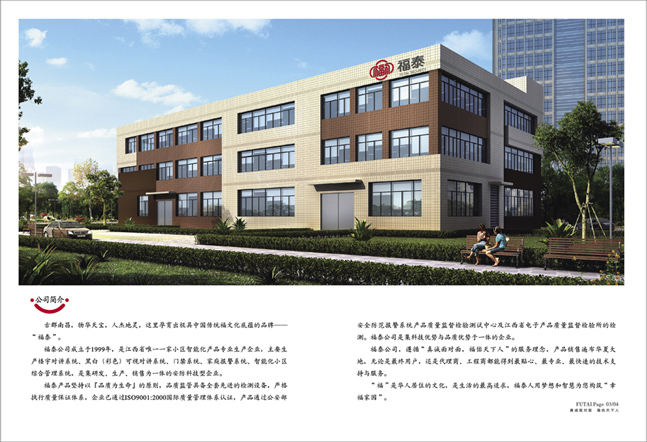 福泰
公司简介
古都南昌，物华天宝，人杰地灵，这里孕育出极具中国传统福文化底蕴的品牌——
“福泰”。
福泰公司成立于1999年，是江西省唯一一家小区智能化产品专业生产企业，主要生
产楼宇对讲系统、黑白（彩色）可视对讲系统、门禁系统、家庭报警系统、智能化小区
综合管理系统，是集研发、生产、销售为一体的安防科技型企业。
福泰产品坚持以『品质为生命』的原则，品质监管具备全套先进的检测设备，严格
执行质量保证体系，企业已通过ISO9001:2000国际质量管理体系认证，产品通过公安部
安全防范报警系统产品质量监督检验测试中心及江西省电子产品质量监督检验所的检
测。福泰公司是集科技优势与品质优势于一体的企业。
福泰公司，遵循“真诚面对面，福佑天下人”的服务理念，产品销售遍华夏大
地。无论是最终用户，还是代理商、工程商都能得到最贴心、最专业、最快速的技术支
持与服务。
“福”是华人居住的文化，是生活的最高追求，福泰人用梦想和智慧为您构筑“幸
福家园”。
FUTAI Page 03/04
真诚面对面 福佑天下人